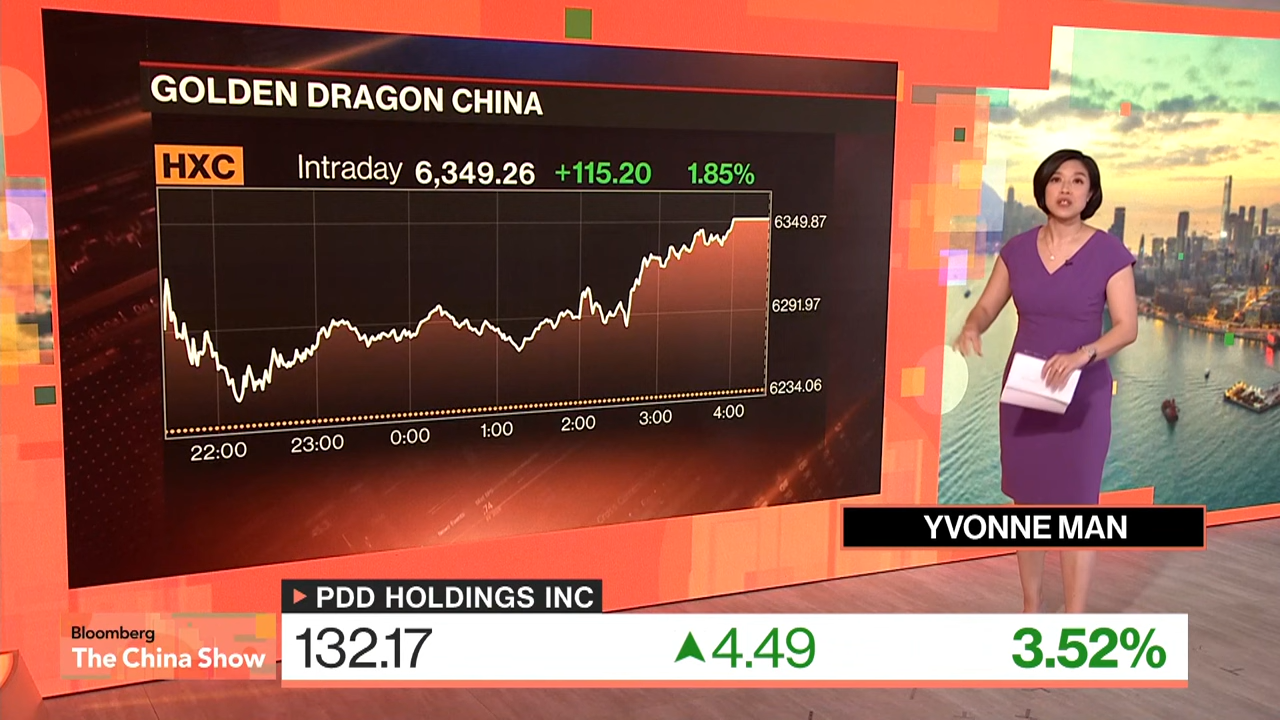 GOLDEN DRAGON CHINA
HXC Intraday 6,349.26 +115.20 1.85%
6349.87
6291.97
6234.06
22:00 23:00 0:00 1:00 2:00 3:00 4:00
YVONNE MAN
PDD HOLDINGS INC
132.17 ▲4.49 3.52%
Bloomberg
The China Show